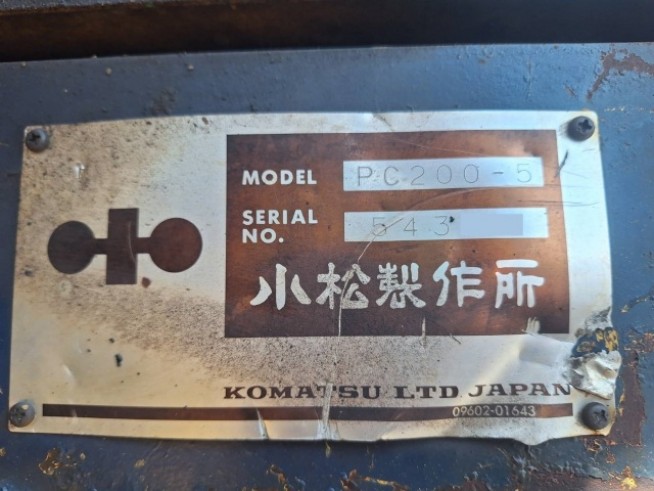 MODEL PC200-5
SERIAL NO. 543
小松製作所
KOMATSU LTD. JAPAN
09602-01643